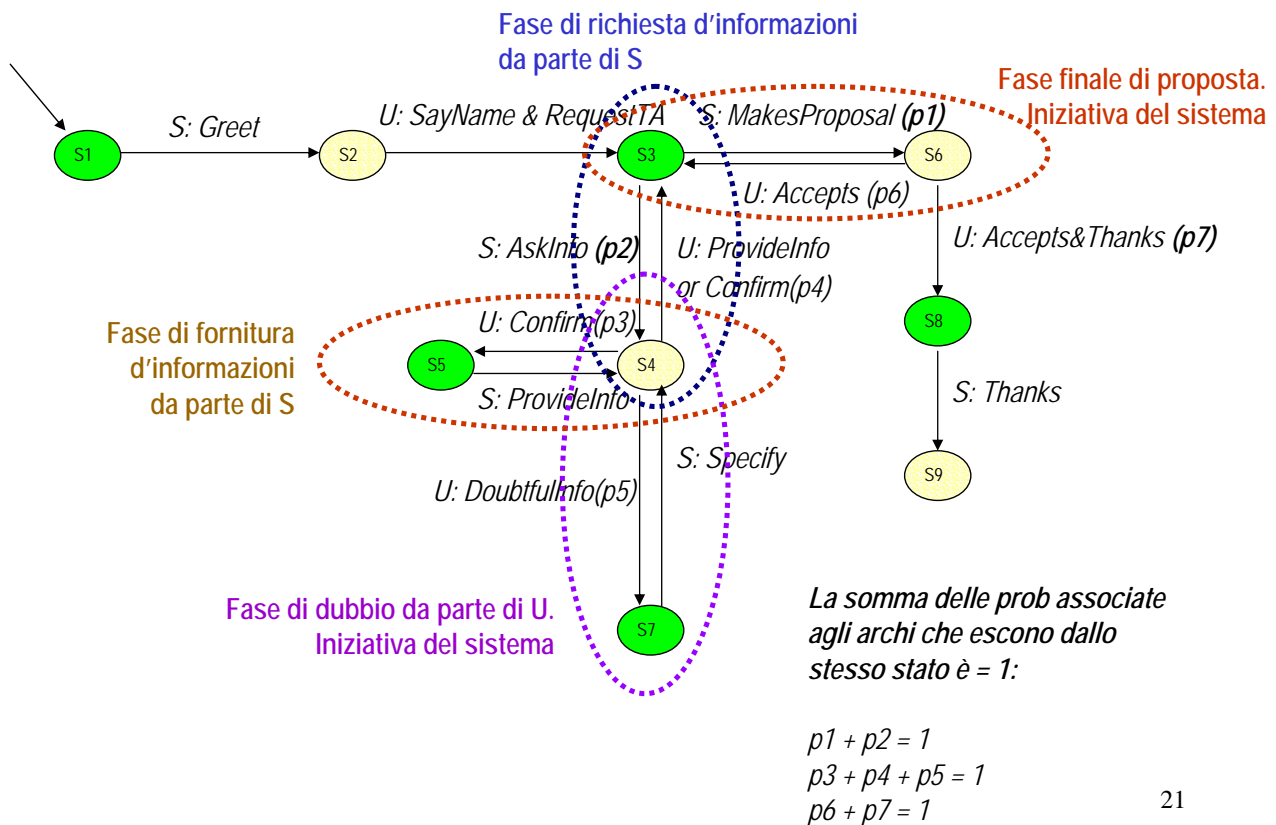 Fase di richiesta d'informazioni
da parte di S
Fase finale di proposta.
Iniziativa del sistema
S: Greet
U: SayName & RequestTA
S: MakesProposal (p1)
S1
S2
S3
S6
U: Accepts (p6)
S: AskInfo (p2)
U: ProvideInfo
or Confirm(p4)
U: Accepts&Thanks (p7)
Fase di fornitura
d'informazioni
da parte di S
U: Confirm(p3)
S5
S4
S8
S: ProvideInfo
S: Thanks
S: Specify
U: DoubtfulInfo(p5)
S9
Fase di dubbio da parte di U.
Iniziativa del sistema
S7
La somma delle prob associate
agli archi che escono dallo
stesso stato è = 1:
p1 + p2 = 1
p3 + p4 + p5 = 1
p6 + p7 = 1
21